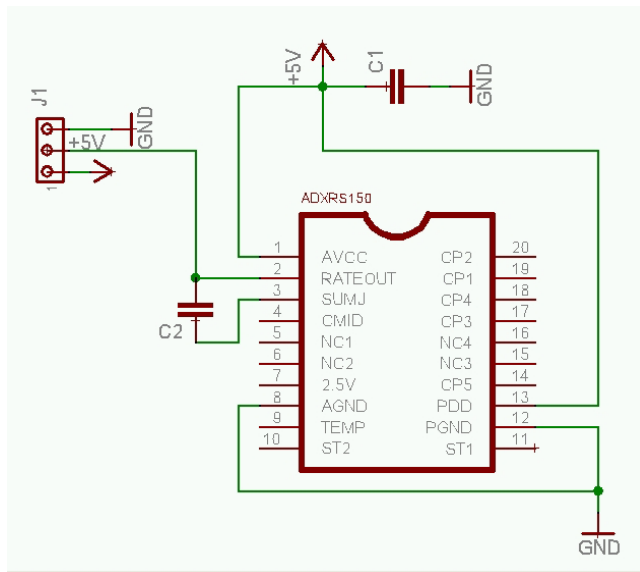 +5V
C1
GND
J1
GND
+5V
1
ADXRS150
1 AVCC CP2 20
2 RATEOUT CP1 19
3 SUMJ CP4 18
4 CMID CP3 17
5 NC1 NC4 16
6 NC2 NC3 15
7 2.5V CP5 14
8 AGND PDD 13
9 TEMP PGND 12
10 ST2 ST1 11
C2
GND